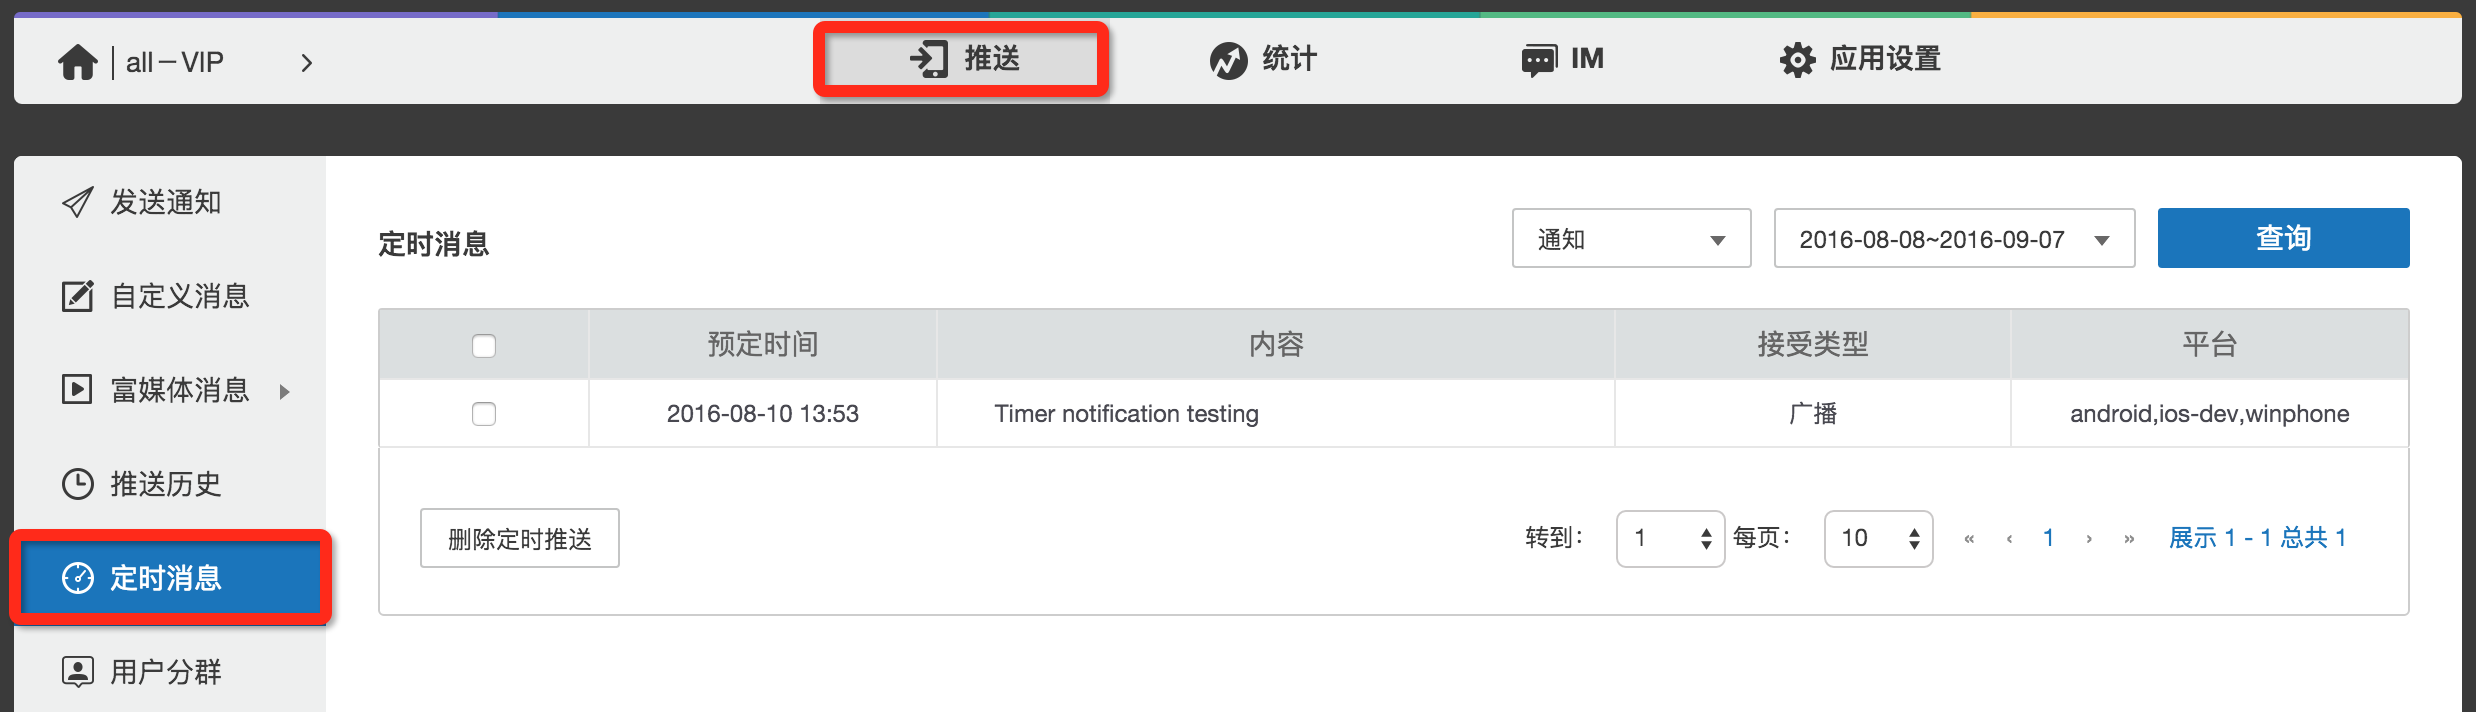 all－VIP
推送
统计
IM
应用设置
发送通知
自定义消息
富媒体消息
推送历史
定时消息
用户分群
定时消息
通知
2016-08-08~2016-09-07
查询
预定时间 内容 接受类型 平台
2016-08-10 13:53 Timer notification testing 广播 android,ios-dev,winphone
删除定时推送
转到： 1 每页： 10 « ‹ 1 › » 展示 1 - 1 总共 1